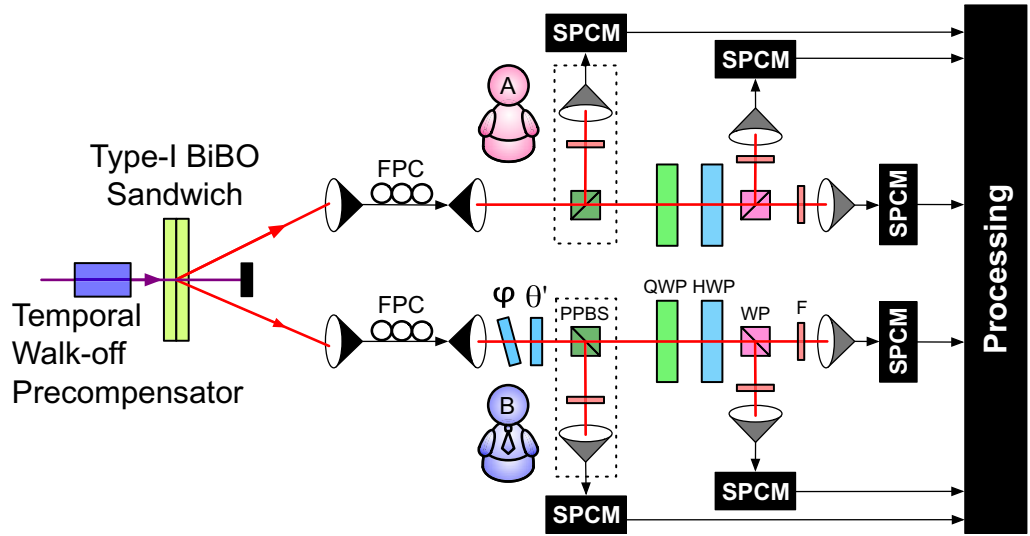 SPCM
SPCM
A
Type-I BiBO
Sandwich
FPC
SPCM
Processing
FPC
φ
θ'
PPBS
QWP
HWP
WP
F
SPCM
Temporal
Walk-off
Precompensator
B
SPCM
SPCM